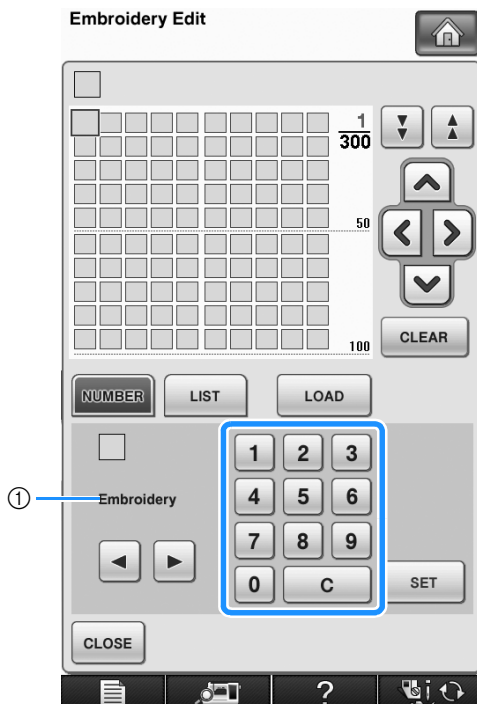 Embroidery Edit
1
300
50
100
CLEAR
NUMBER LIST LOAD
1 2 3
① Embroidery 4 5 6
7 8 9
0 C SET
CLOSE
?